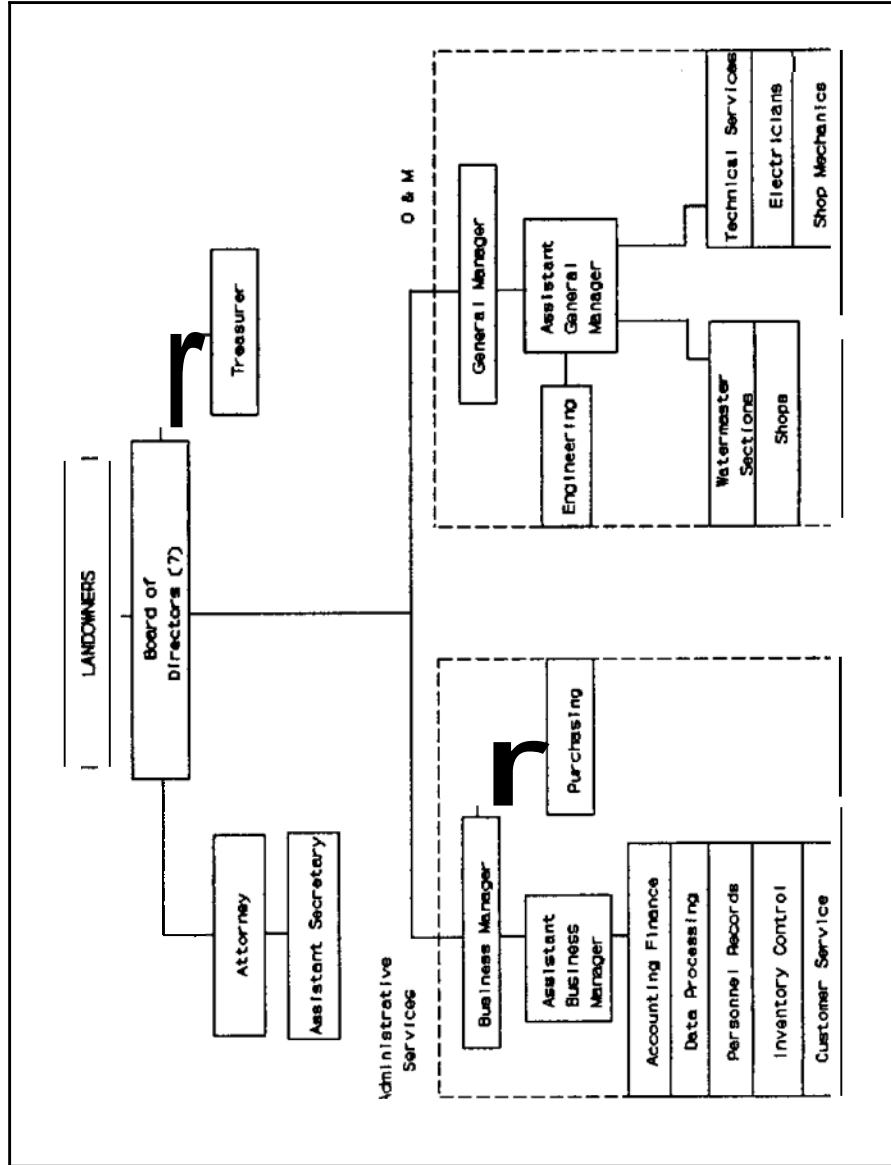 LANDOWNERS
Board of
Directors (7)
r
Treasurer
Attorney
Assistant Secretary
Administrative
Services
Business Manager
r
Purchasing
Assistant
Business
Manager
Accounting Finance
Data Processing
Personnel Records
Inventory Control
Customer Service
O & M
General Manager
Assistant
General
Manager
Engineering
Watermaster
Sections
Shops
Technical Services
Electricians
Shop Mechanics